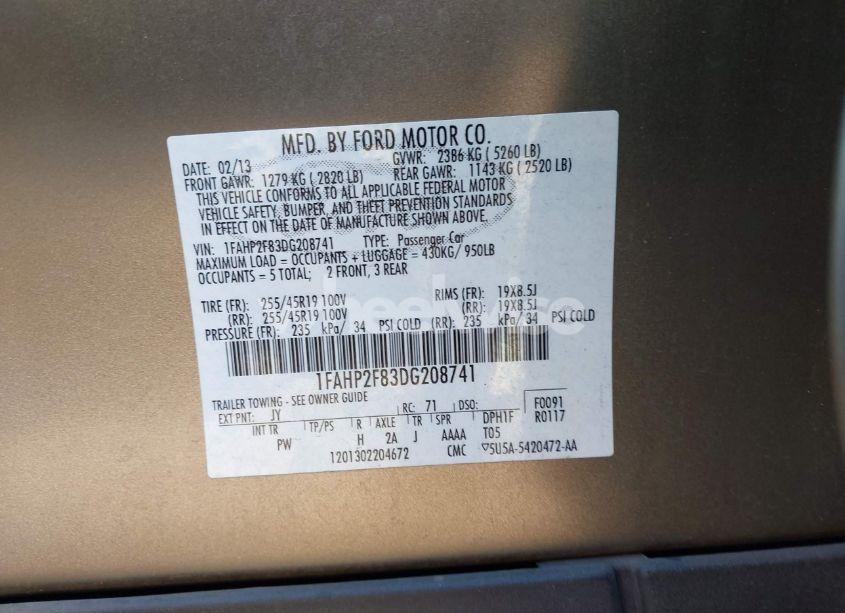 MFD. BY FORD MOTOR CO.
DATE: 02/13 GVWR: 2386 KG ( 5260 LB)
FRONT GAWR: 1279 KG ( 2820 LB) REAR GAWR: 1143 KG ( 2520 LB)
THIS VEHICLE CONFORMS TO ALL APPLICABLE FEDERAL MOTOR
VEHICLE SAFETY, BUMPER, AND THEFT PREVENTION STANDARDS
IN EFFECT ON THE DATE OF MANUFACTURE SHOWN ABOVE.
VIN: 1FAHP2F83DG208741 TYPE: Passenger Car
MAXIMUM LOAD = OCCUPANTS + LUGGAGE = 430KG/ 950LB
OCCUPANTS = 5 TOTAL; 2 FRONT, 3 REAR
TIRE (FR): 255/45R19 100V RIMS (FR): 19X8.5J
(RR): 255/45R19 100V (RR): 19X8.5J
PRESSURE (FR): 235 kPa/ 34 PSI COLD (RR): 235 kPa/ 34 PSI COLD
1FAHP2F83DG208741
TRAILER TOWING - SEE OWNER GUIDE
EXT PNT: JY RC: 71 DSO: F0091
INT TR TP/PS R AXLE TR SPR DPH1F R0117
PW H 2A J AAAA T05
1201302204672 CMC ▽5U5A-5420472-AA